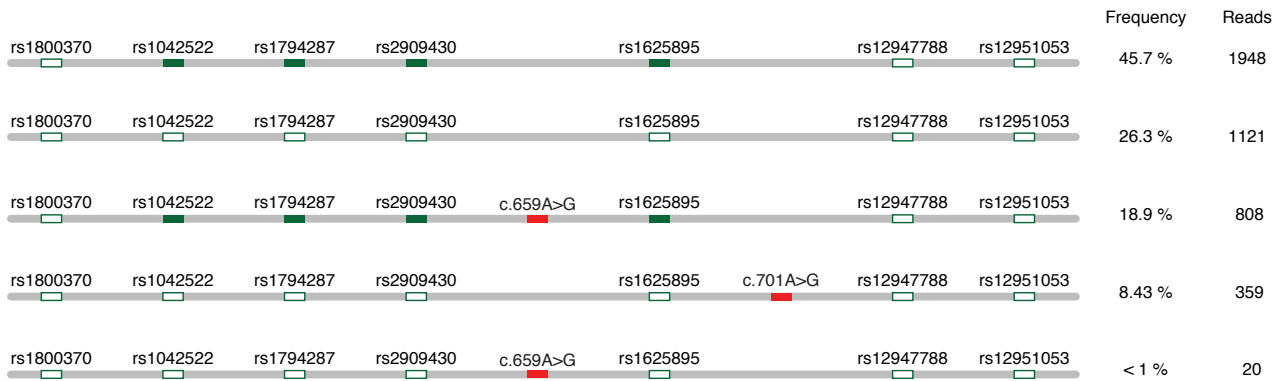 Frequency Reads
rs1800370 rs1042522 rs1794287 rs2909430 rs1625895 rs12947788 rs12951053
45.7 % 1948
rs1800370 rs1042522 rs1794287 rs2909430 rs1625895 rs12947788 rs12951053
26.3 % 1121
rs1800370 rs1042522 rs1794287 rs2909430 c.659A>G rs1625895 rs12947788 rs12951053
18.9 % 808
rs1800370 rs1042522 rs1794287 rs2909430 rs1625895 c.701A>G rs12947788 rs12951053
8.43 % 359
rs1800370 rs1042522 rs1794287 rs2909430 c.659A>G rs1625895 rs12947788 rs12951053
< 1 % 20